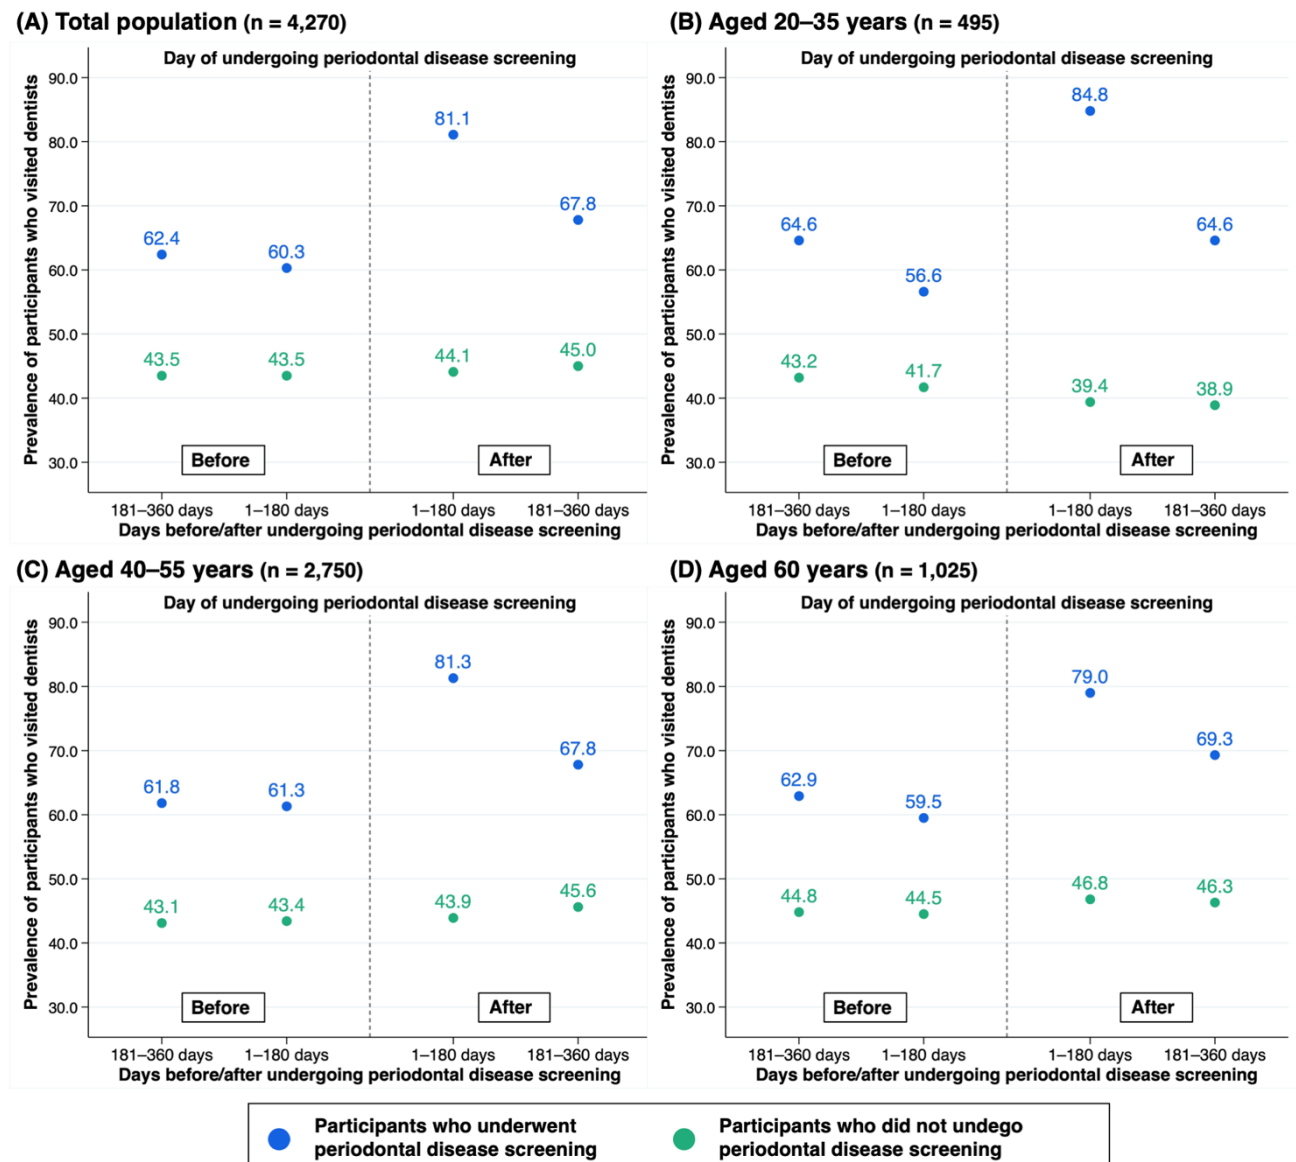 (A) Total population (n = 4,270)
Day of undergoing periodontal disease screening
Prevalence of participants who visited dentists
90.0
80.0
70.0
60.0
50.0
40.0
30.0
62.4
60.3
81.1
67.8
43.5
43.5
44.1
45.0
Before
After
181–360 days
1–180 days
1–180 days
181–360 days
Days before/after undergoing periodontal disease screening
(B) Aged 20–35 years (n = 495)
Day of undergoing periodontal disease screening
Prevalence of participants who visited dentists
90.0
80.0
70.0
60.0
50.0
40.0
30.0
64.6
56.6
84.8
64.6
43.2
41.7
39.4
38.9
Before
After
181–360 days
1–180 days
1–180 days
181–360 days
Days before/after undergoing periodontal disease screening
(C) Aged 40–55 years (n = 2,750)
Day of undergoing periodontal disease screening
Prevalence of participants who visited dentists
90.0
80.0
70.0
60.0
50.0
40.0
30.0
61.8
61.3
81.3
67.8
43.1
43.4
43.9
45.6
Before
After
181–360 days
1–180 days
1–180 days
181–360 days
Days before/after undergoing periodontal disease screening
(D) Aged 60 years (n = 1,025)
Day of undergoing periodontal disease screening
Prevalence of participants who visited dentists
90.0
80.0
70.0
60.0
50.0
40.0
30.0
62.9
59.5
79.0
69.3
44.8
44.5
46.8
46.3
Before
After
181–360 days
1–180 days
1–180 days
181–360 days
Days before/after undergoing periodontal disease screening
Participants who underwent
periodontal disease screening
Participants who did not undego
periodontal disease screening